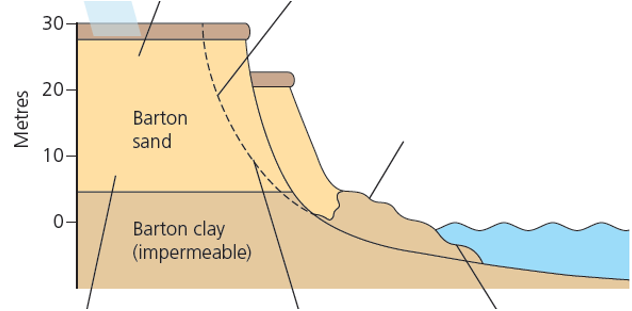 30
20
10
0
Metres
Barton
sand
Barton clay
(impermeable)